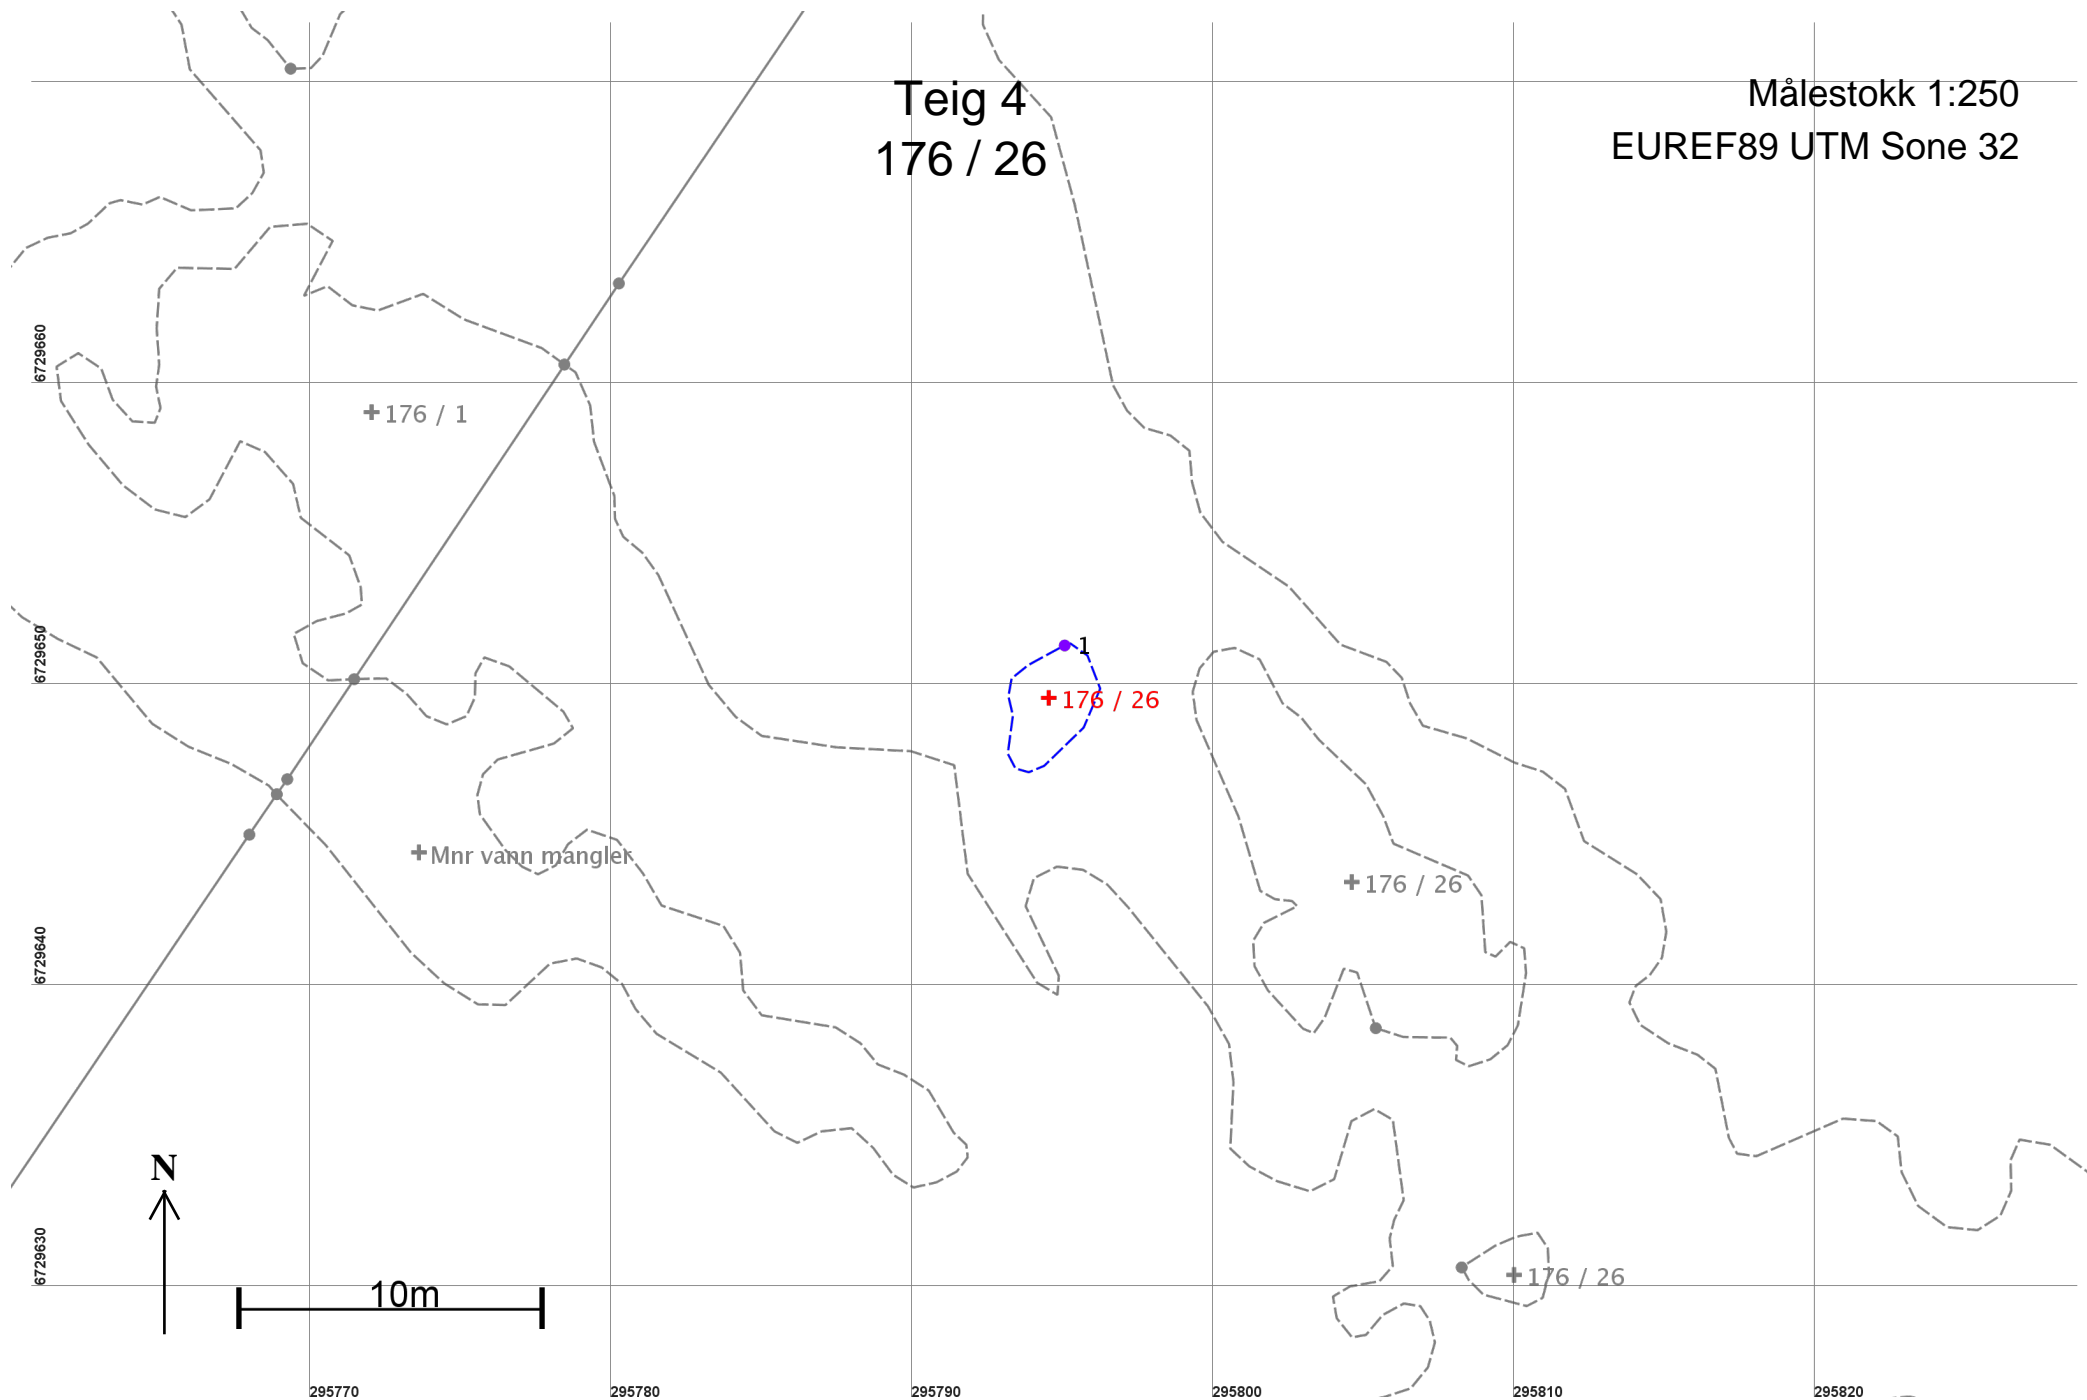 Teig 4
176 / 26
Målestokk 1:250
EUREF89 UTM Sone 32
6729660
176 / 1
6729650
1
176 / 26
Mnr vann mangler
176 / 26
6729640
N
6729630
10m
176 / 26
295770
295780
295790
295800
295810
295820